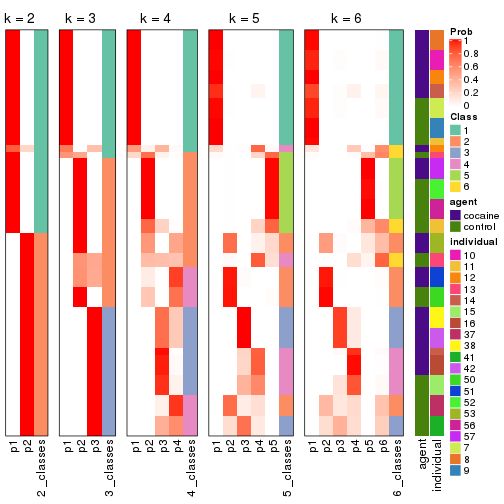 k = 2 k = 3 k = 4 k = 5 k = 6
p1 p2 2_classes
p1 p2 p3 3_classes
p1 p2 p3 p4 4_classes
p1 p2 p3 p4 p5 5_classes
p1 p2 p3 p4 p5 p6 6_classes
agent individual
Prob
1
0.8
0.6
0.4
0.2
0
Class
1
2
3
4
5
6
agent
cocaine
control
individual
10
11
12
13
14
15
16
37
38
41
42
50
51
52
53
56
57
7
8
9